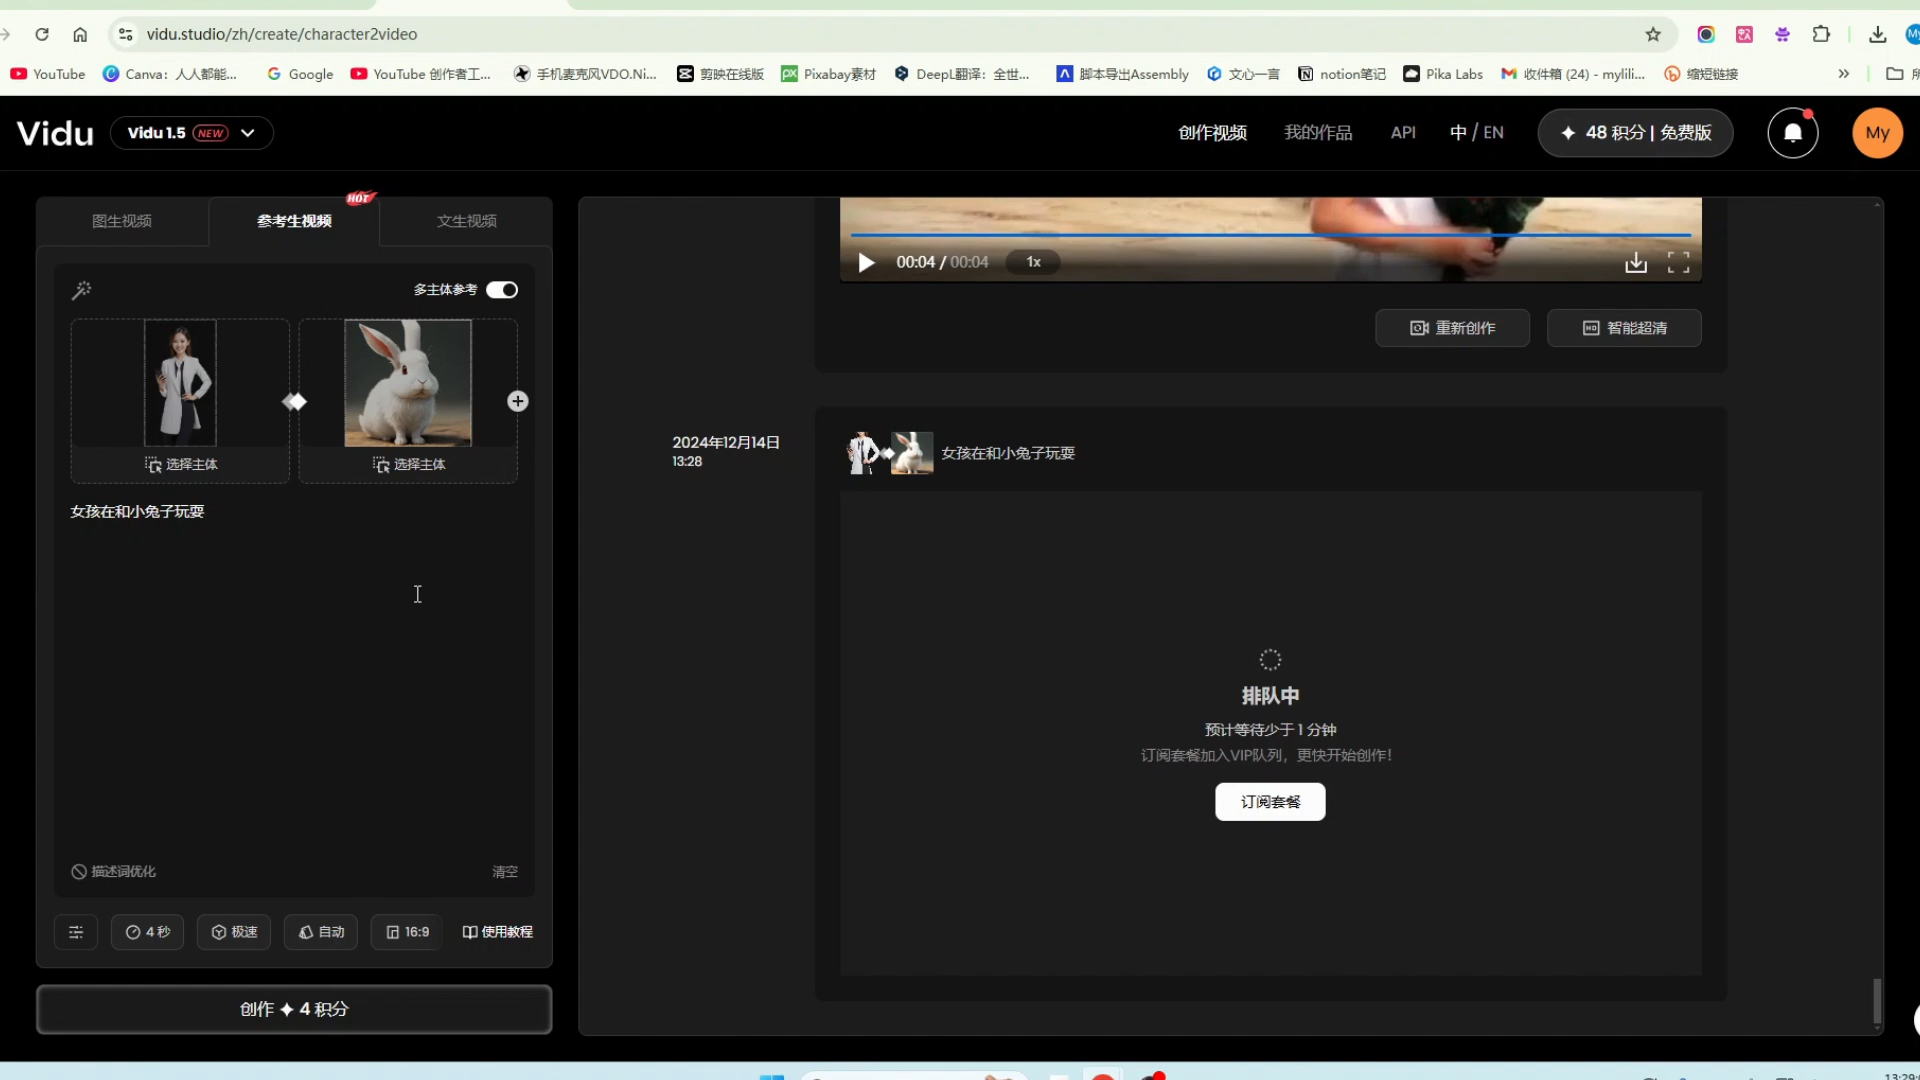 vidu.studio/zh/create/character2video
YouTube
Canva：人人都能...
Google
YouTube 创作者工...
手机麦克风VDO.Ni...
剪映在线版
Pixabay素材
DeepL翻译：全世...
脚本导出Assembly
文心一言
notion笔记
Pika Labs
收件箱 (24) - mylili...
缩短链接
Vidu
Vidu 1.5 NEW
创作视频
我的作品
API
中 / EN
48 积分 | 免费版
My
图生视频
参考生视频
HOT
文生视频
多主体参考
选择主体
选择主体
女孩在和小兔子玩耍
描述词优化
清空
4 秒
极速
自动
16:9
使用教程
创作 4 积分
00:04 / 00:04
1x
重新创作
HD 智能超清
2024年12月14日
13:28
女孩在和小兔子玩耍
排队中
预计等待少于 1 分钟
订阅套餐加入VIP队列，更快开始创作！
订阅套餐